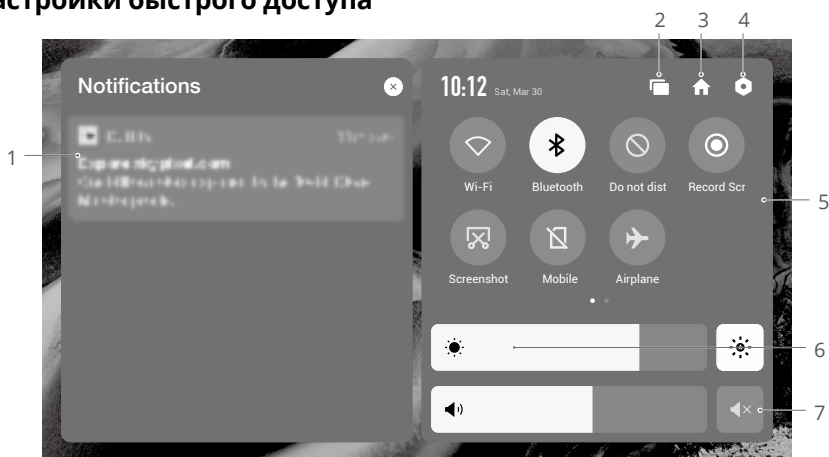 астройки быстрого доступа
2 3 4
Notifications
10:12 Sat, Mar 30
1
Wi-Fi Bluetooth Do not dist Record Scr
5
Screenshot Mobile Airplane
6
7